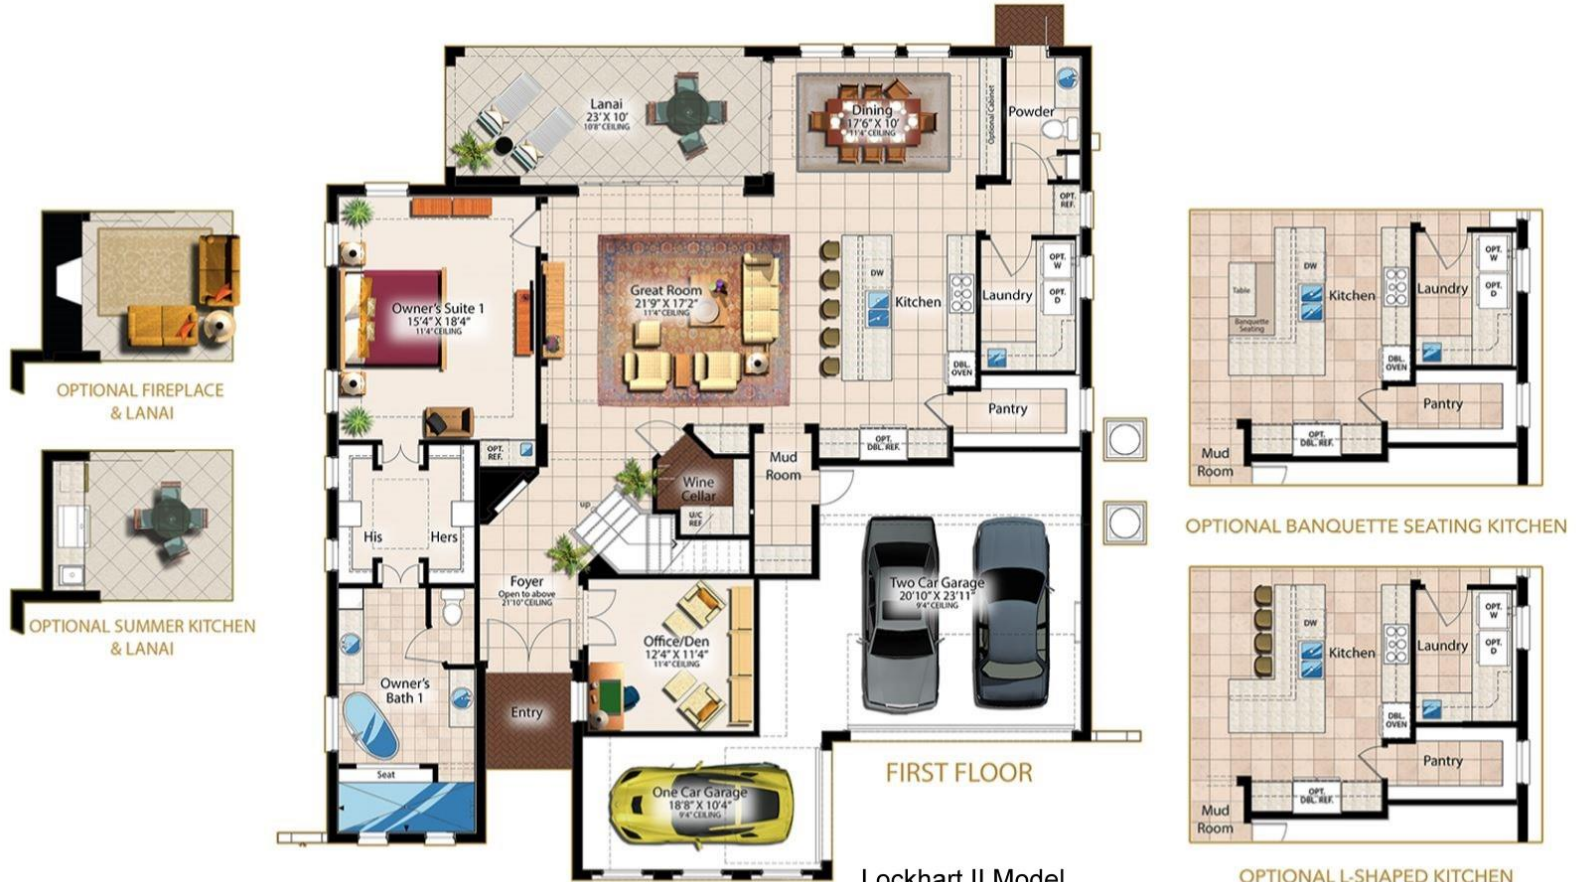 Lanai
23' X 10'
10'8" CEILING
Dining
17'6" X 10'
11'4" CEILING
Optional Cabinet
Powder
OPT.
REF.
Owner's Suite 1
15'4" X 18'4"
11'4" CEILING
Great Room
21'9" X 17'2"
11'4" CEILING
DW
Kitchen
Laundry
OPT.
W
OPT.
D
DBL.
OVEN
Pantry
OPT.
DBL. REF.
OPT.
REF.
Mud
Room
Wine
Cellar
U/C
REF
up
His
Hers
Foyer
Open to above
21'10" CEILING
Two Car Garage
20'10" X 23'11"
9'4" CEILING
Office/Den
12'4" X 11'4"
11'4" CEILING
Owner's
Bath 1
Entry
Seat
One Car Garage
18'8" X 10'4"
9'4" CEILING
FIRST FLOOR
Lockhart II Model
OPTIONAL FIREPLACE
& LANAI
OPTIONAL SUMMER KITCHEN
& LANAI
Table
Banquette
Seating
DW
Kitchen
Laundry
OPT.
W
OPT.
D
DBL.
OVEN
Pantry
OPT.
DBL. REF.
Mud
Room
OPTIONAL BANQUETTE SEATING KITCHEN
DW
Kitchen
Laundry
OPT.
W
OPT.
D
DBL.
OVEN
Pantry
OPT.
DBL. REF.
Mud
Room
OPTIONAL L-SHAPED KITCHEN